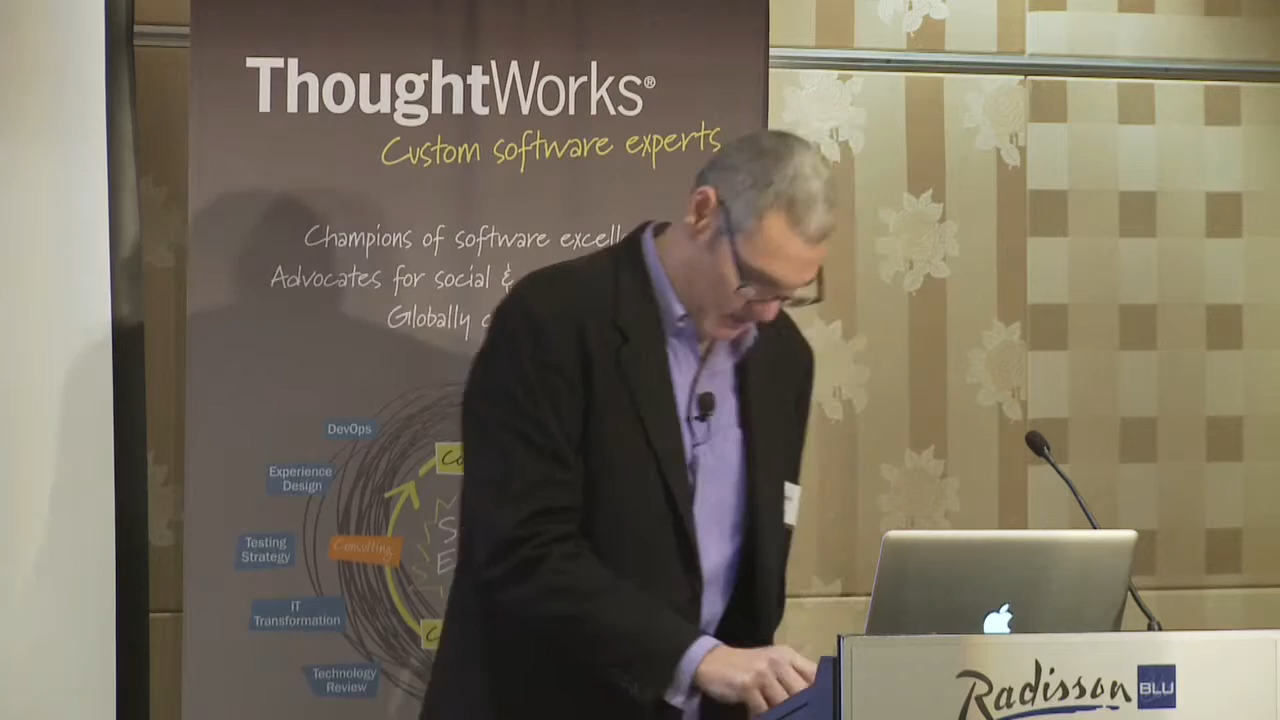 ThoughtWorks®
Custom software experts
Champions of software
Advocates for social &
Globally
DevOps
Experience
Design
Testing
Strategy
Consulting
IT
Transformation
Technology
Review
Radisson BLU